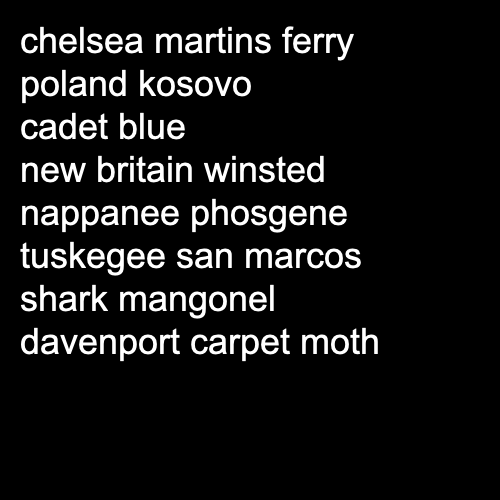 chelsea martins ferry
poland kosovo
cadet blue
new britain winsted
nappanee phosgene
tuskegee san marcos
shark mangonel
davenport carpet moth